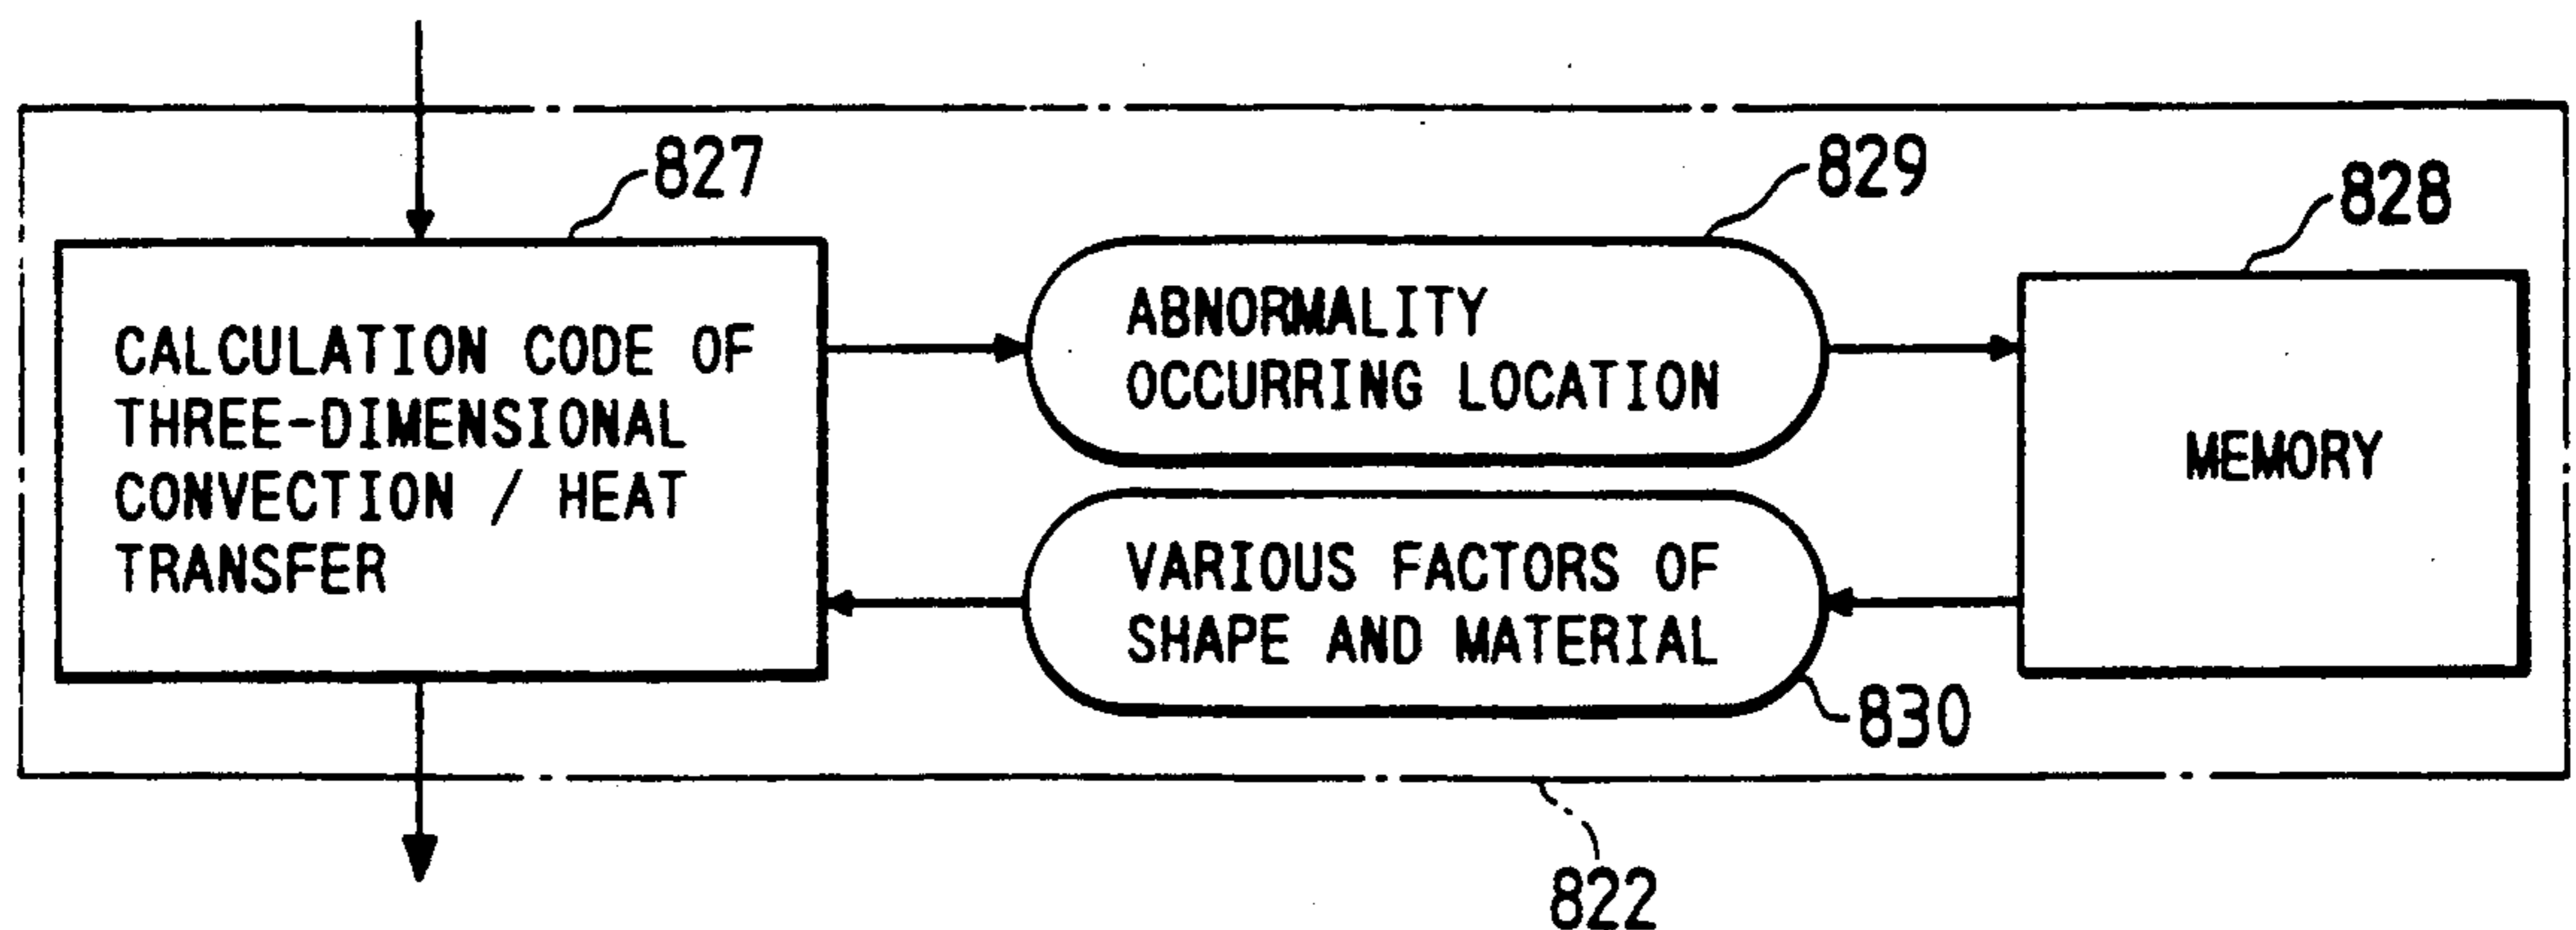 827
829
828
CALCULATION CODE OF
THREE-DIMENSIONAL
CONVECTION / HEAT
TRANSFER
ABNORMALITY
OCCURRING LOCATION
MEMORY
VARIOUS FACTORS OF
SHAPE AND MATERIAL
830
822